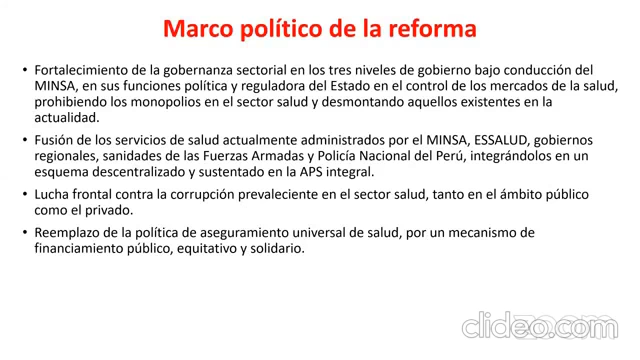 Marco político de la reforma
• Fortalecimiento de la gobernanza sectorial en los tres niveles de gobierno bajo conducción del
MINSA, en sus funciones política y reguladora del Estado en el control de los mercados de la salud,
prohibiendo los monopolios en el sector salud y desmontando aquellos existentes en la
actualidad.
• Fusión de los servicios de salud actualmente administrados por el MINSA, ESSALUD, gobiernos
regionales, sanidades de las Fuerzas Armadas y Policía Nacional del Perú, integrándolos en un
esquema descentralizado y sustentado en la APS integral.
• Lucha frontal contra la corrupción prevaleciente en el sector salud, tanto en el ámbito público
como el privado.
• Reemplazo de la política de aseguramiento universal de salud, por un mecanismo de
financiamiento público, equitativo y solidario.
zoom
clideo.com